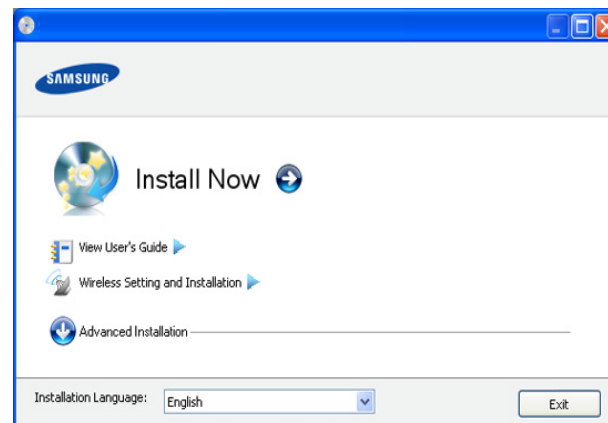 SAMSUNG
Install Now
View User's Guide
Wireless Setting and Installation
Advanced Installation
Installation Language: English
Exit